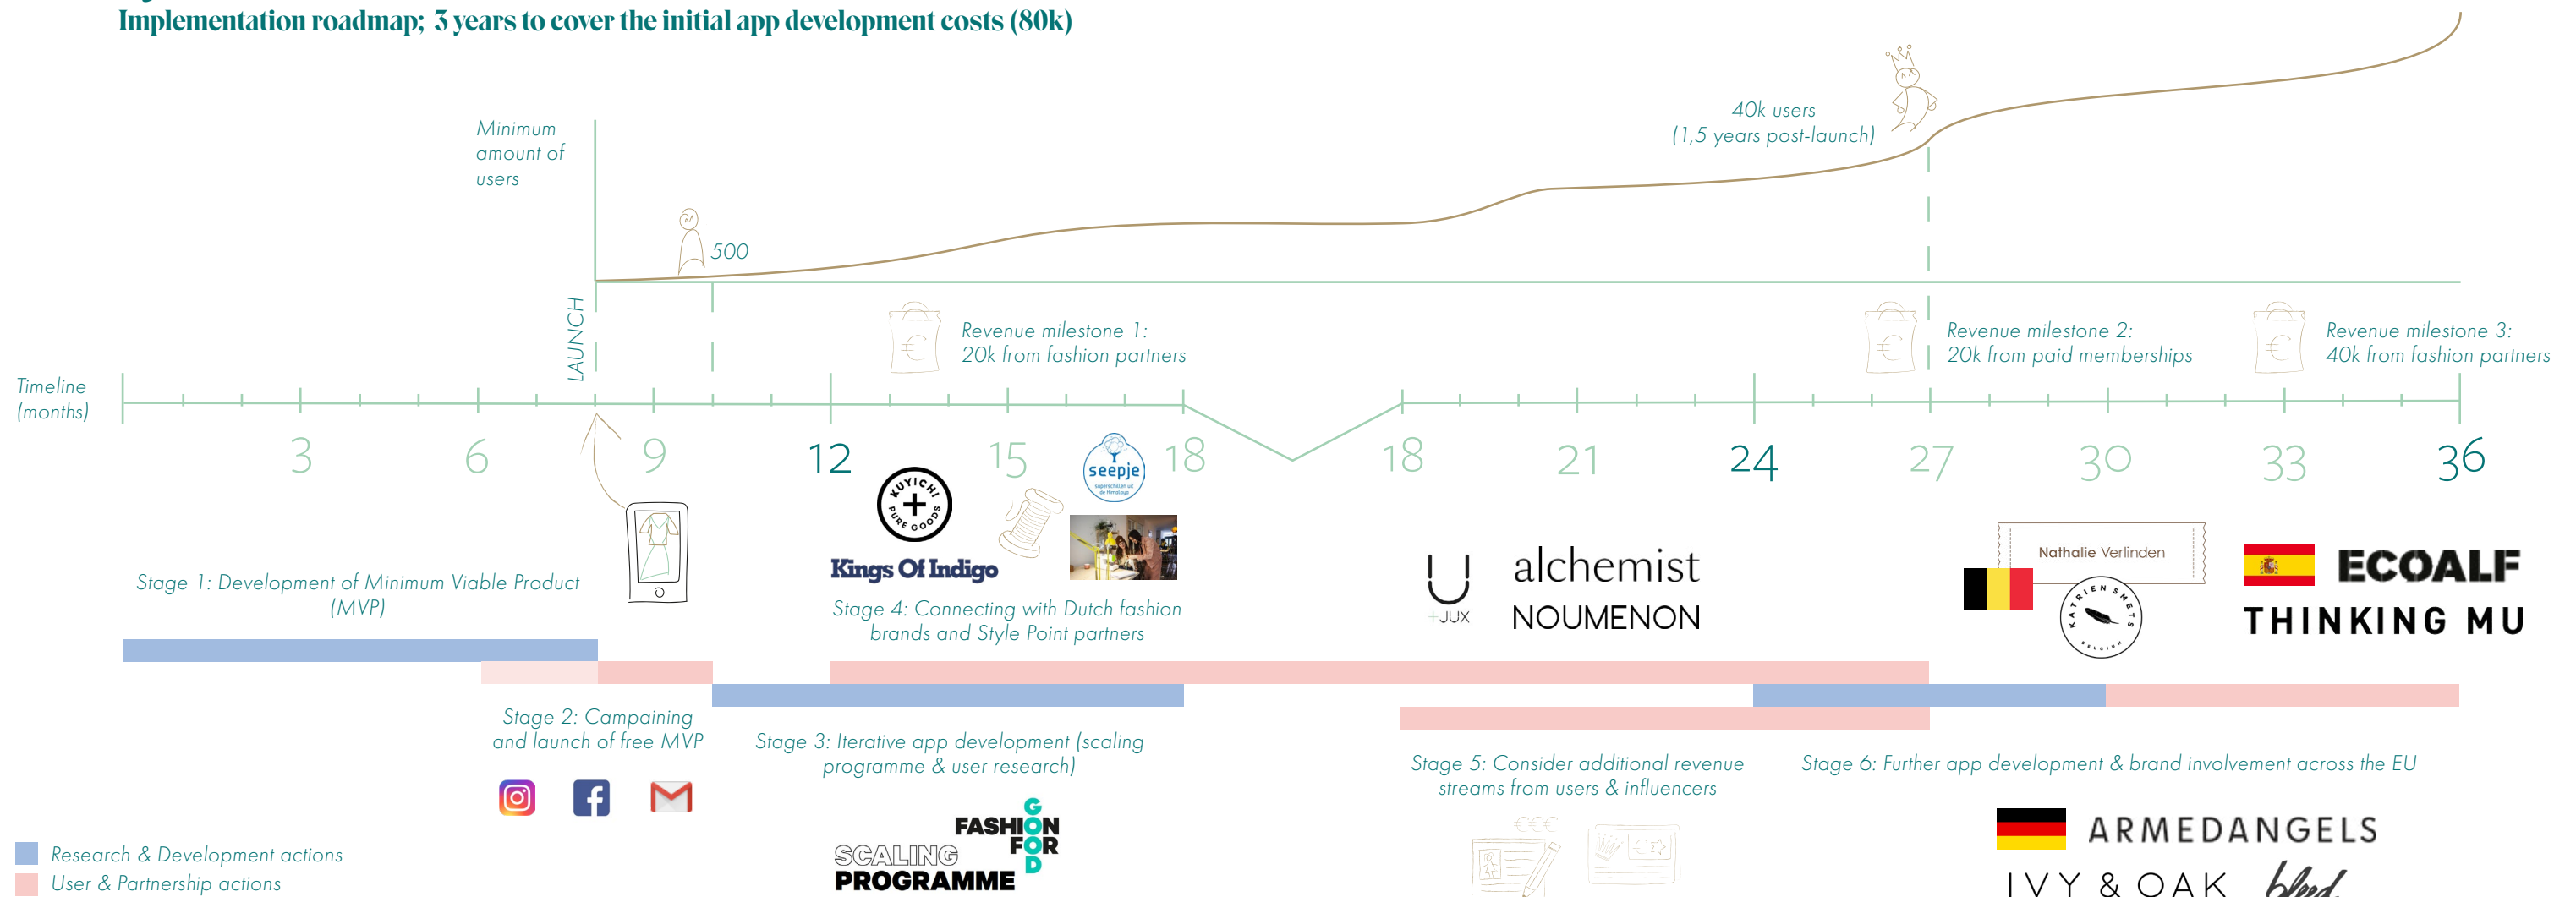 Implementation roadmap; 3 years to cover the initial app development costs (80k)
Minimum
amount of
users
40k users
(1,5 years post-launch)
500
LAUNCH
Revenue milestone 1:
20k from fashion partners
Revenue milestone 2:
20k from paid memberships
Revenue milestone 3:
40k from fashion partners
Timeline
(months)
3 6 9 12 15 18 18 21 24 27 30 33 36
KUYICHI
PURE GOODS
seepje
superschillen uit
de Himalaya
Kings Of Indigo
Stage 1: Development of Minimum Viable Product
(MVP)
Stage 4: Connecting with Dutch fashion
brands and Style Point partners
U
+JUX
alchemist
NOUMENON
Nathalie Verlinden
KATRIEN SMETS
BELGIUM
ECOALF
THINKING MU
Stage 2: Campaining
and launch of free MVP
Stage 3: Iterative app development (scaling
programme & user research)
Stage 5: Consider additional revenue
streams from users & influencers
Stage 6: Further app development & brand involvement across the EU
FASHION
FOR
GOOD
SCALING
PROGRAMME
€€€
ARMEDANGELS
IVY & OAK bleed
Research & Development actions
User & Partnership actions